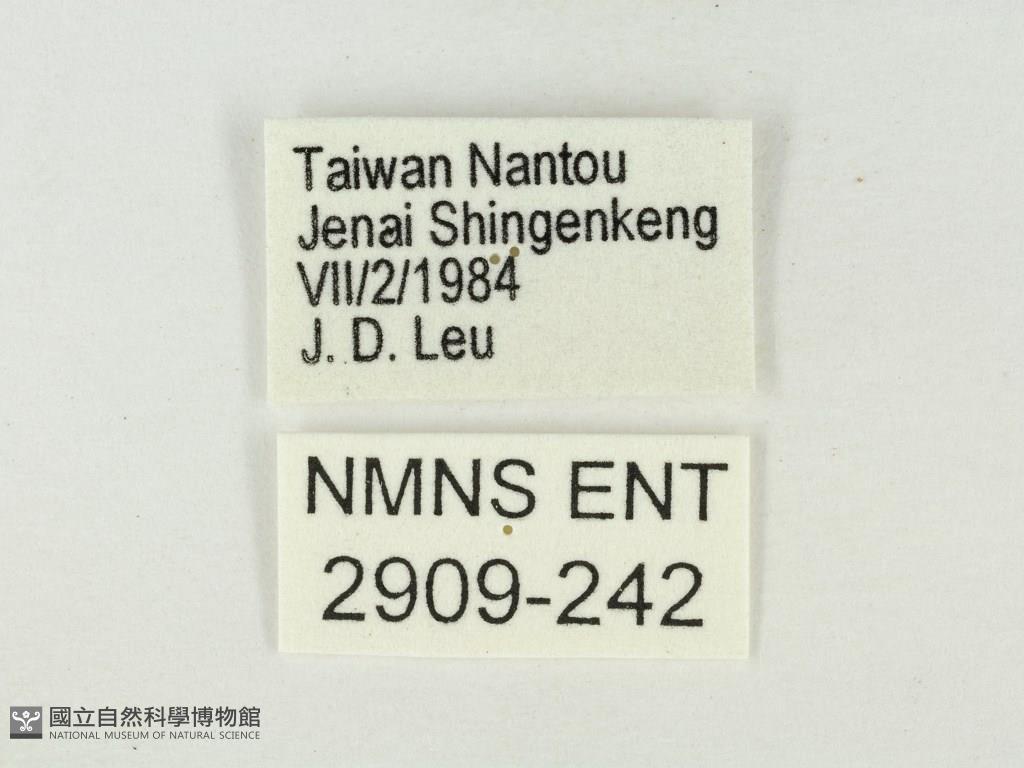 Taiwan Nantou
Jenai Shingenkeng
VII/2/1984
J. D. Leu
NMNS ENT
2909-242
國立自然科學博物館
NATIONAL MUSEUM OF NATURAL SCIENCE